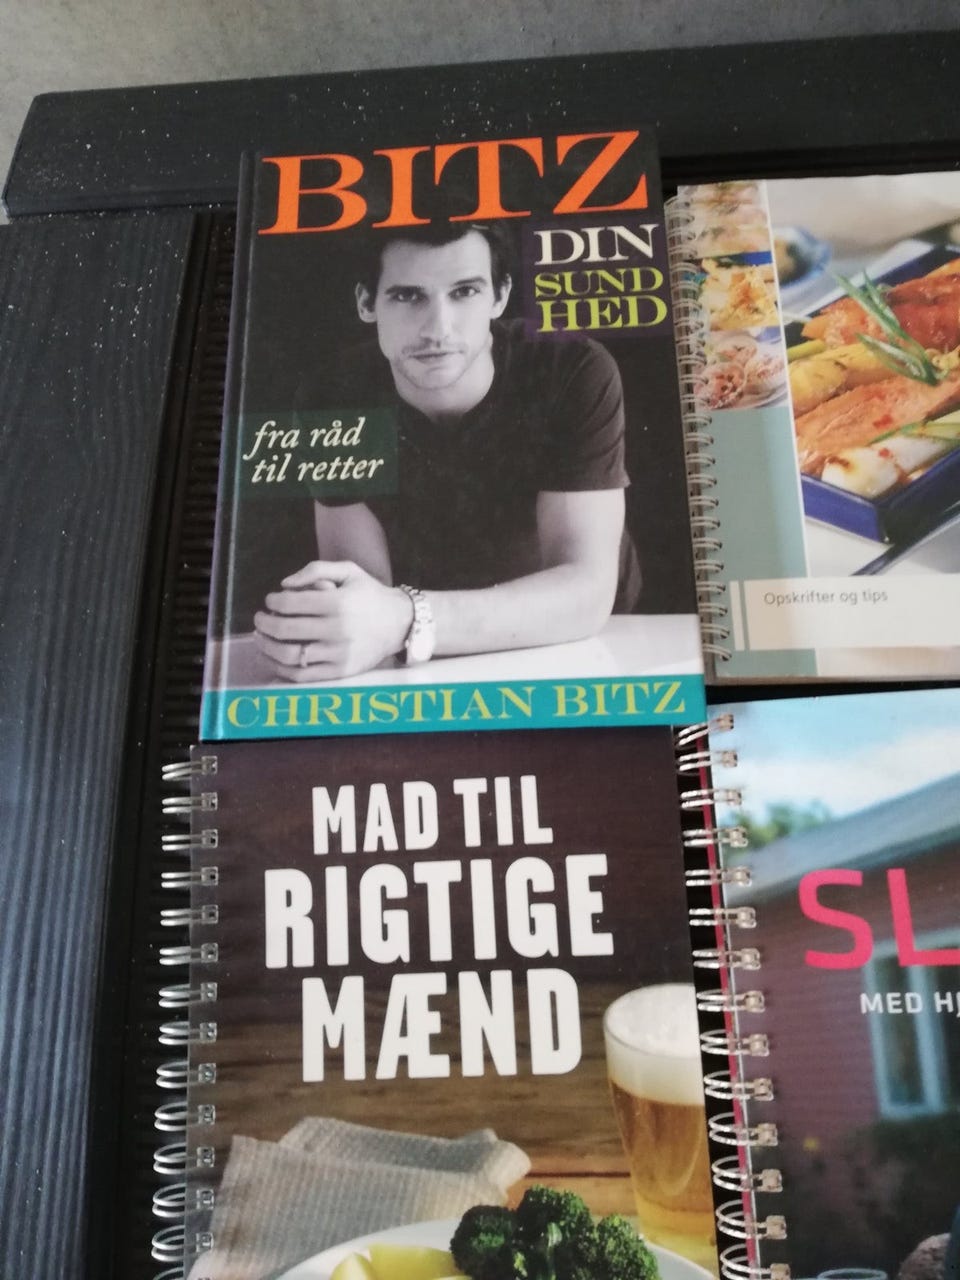 BITZ
DIN
SUND
HED
fra råd
til retter
CHRISTIAN BITZ
Opskrifter og tips
MAD TIL
RIGTIGE
MÆND
SL
MED HJ